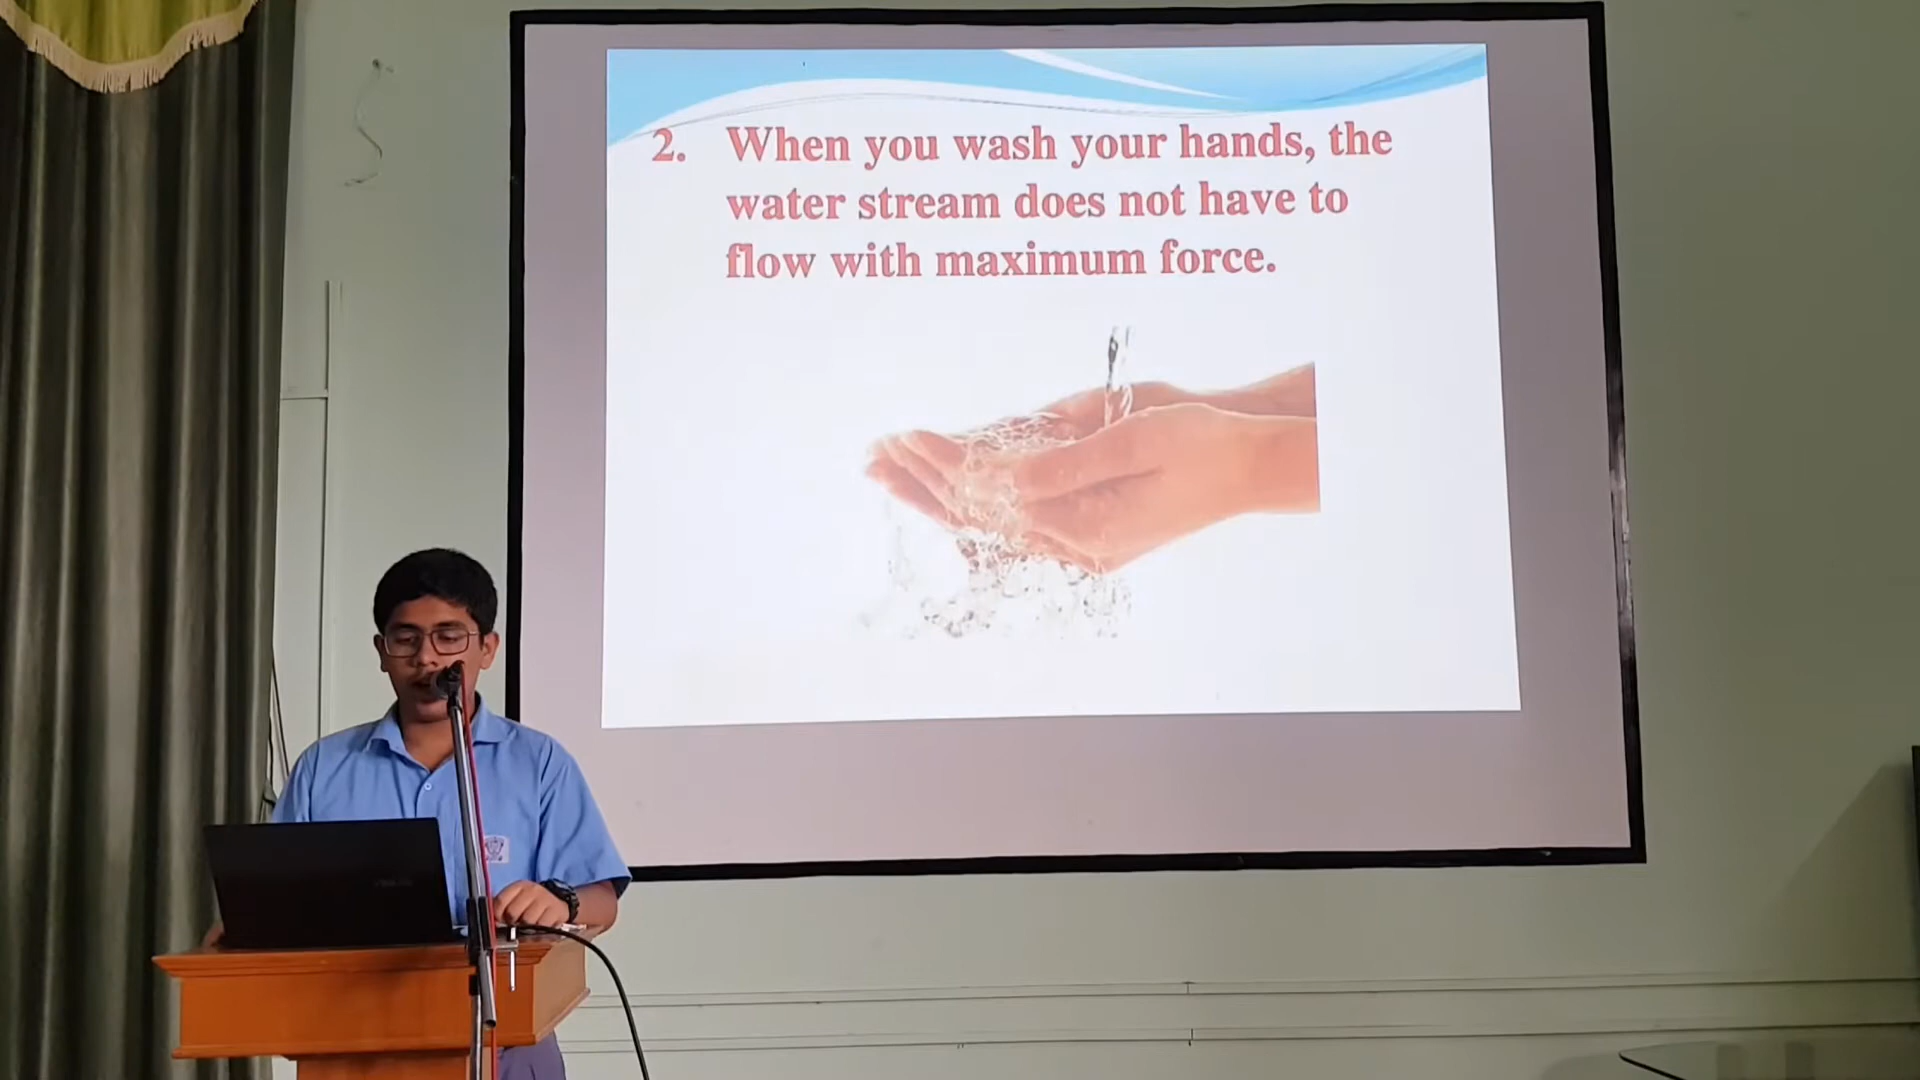 2. When you wash your hands, the
water stream does not have to
flow with maximum force.